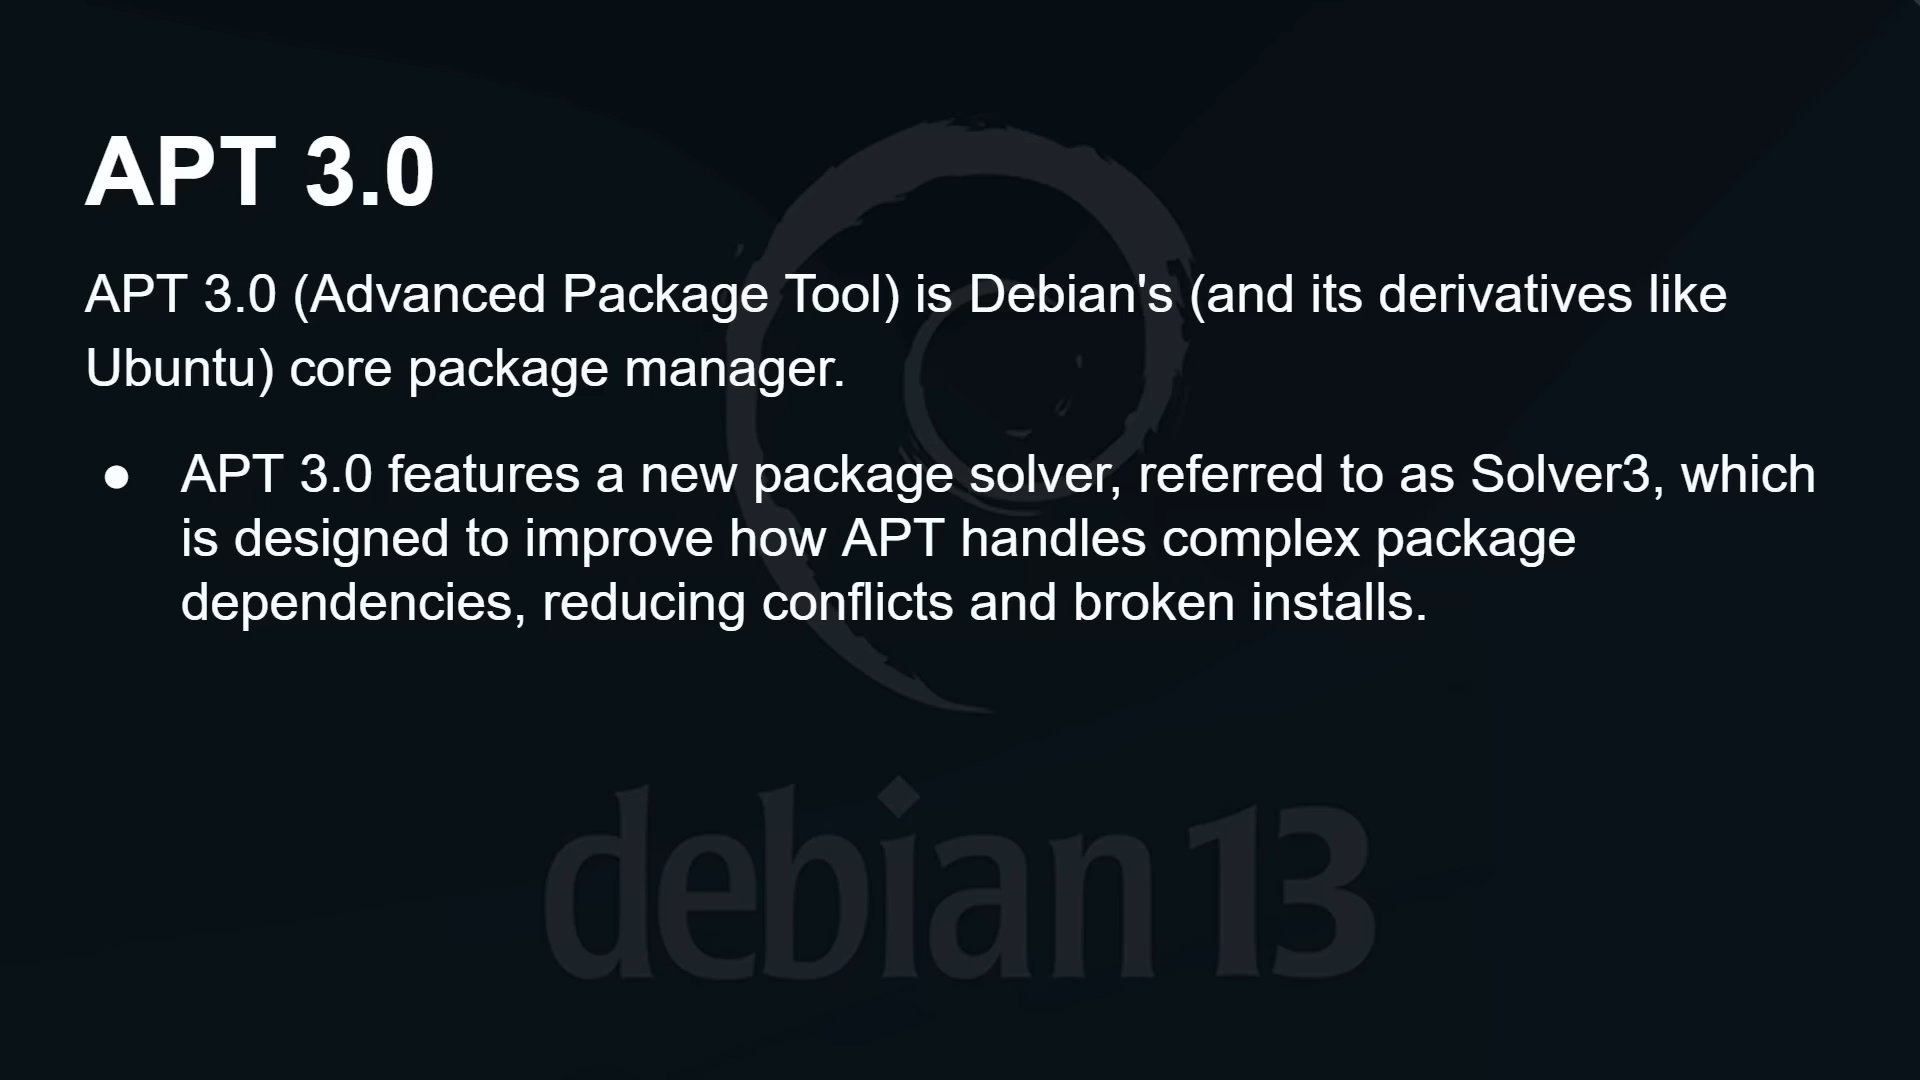 APT 3.0
APT 3.0 (Advanced Package Tool) is Debian's (and its derivatives like
Ubuntu) core package manager.
● APT 3.0 features a new package solver, referred to as Solver3, which
is designed to improve how APT handles complex package
dependencies, reducing conflicts and broken installs.
debian 13